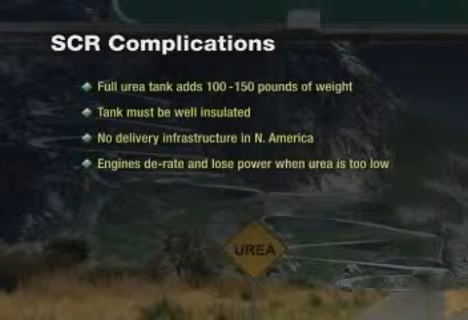 SCR Complications
Full urea tank adds 100-150 pounds of weight
Tank must be well insulated
No delivery infrastructure in N. America
Engines de-rate and lose power when urea is too low
UREA